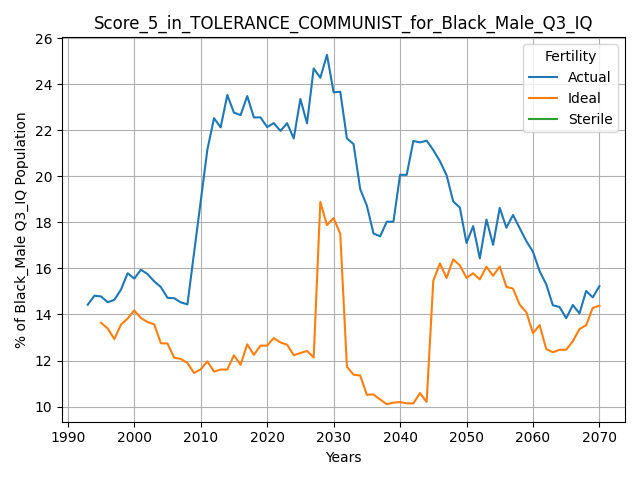 Score_5_in_TOLERANCE_COMMUNIST_for_Black_Male_Q3_IQ
% of Black_Male Q3_IQ Population
26
24
22
20
18
16
14
12
10
Fertility
Actual
Ideal
Sterile
1990 2000 2010 2020 2030 2040 2050 2060 2070
Years